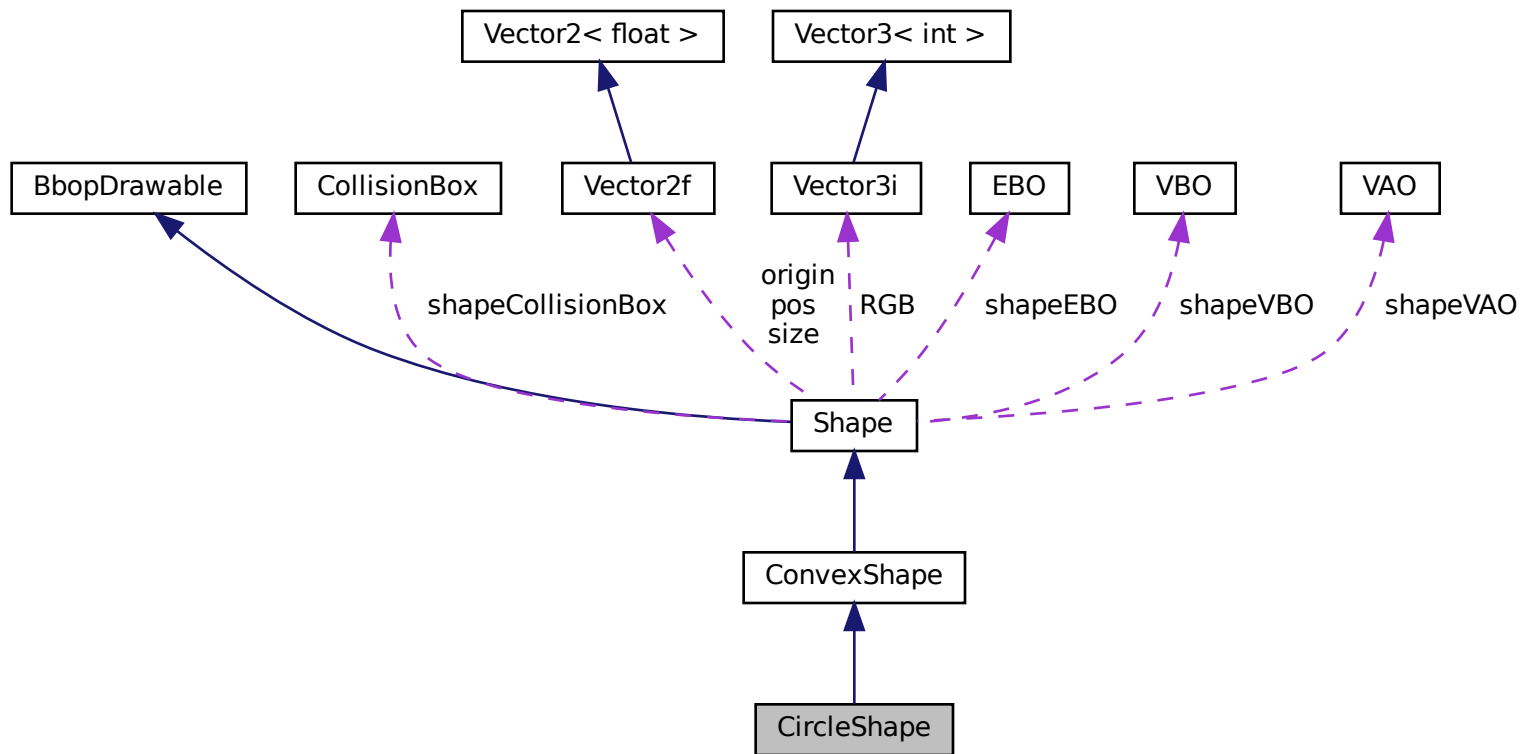 Vector2< float >
Vector3< int >
BbopDrawable
CollisionBox
Vector2f
Vector3i
EBO
VBO
VAO
shapeCollisionBox
origin
pos
size
RGB
shapeEBO
shapeVBO
shapeVAO
Shape
ConvexShape
CircleShape